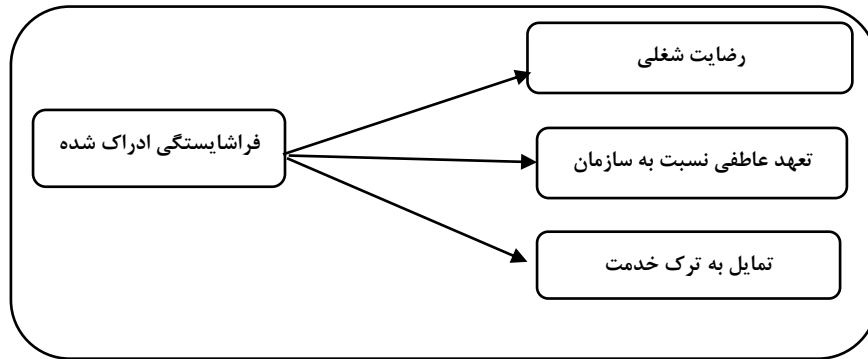 رضایت شغلی
فراشایستگی ادراک شده
تعهد عاطفی نسبت به سازمان
تمایل به ترک خدمت